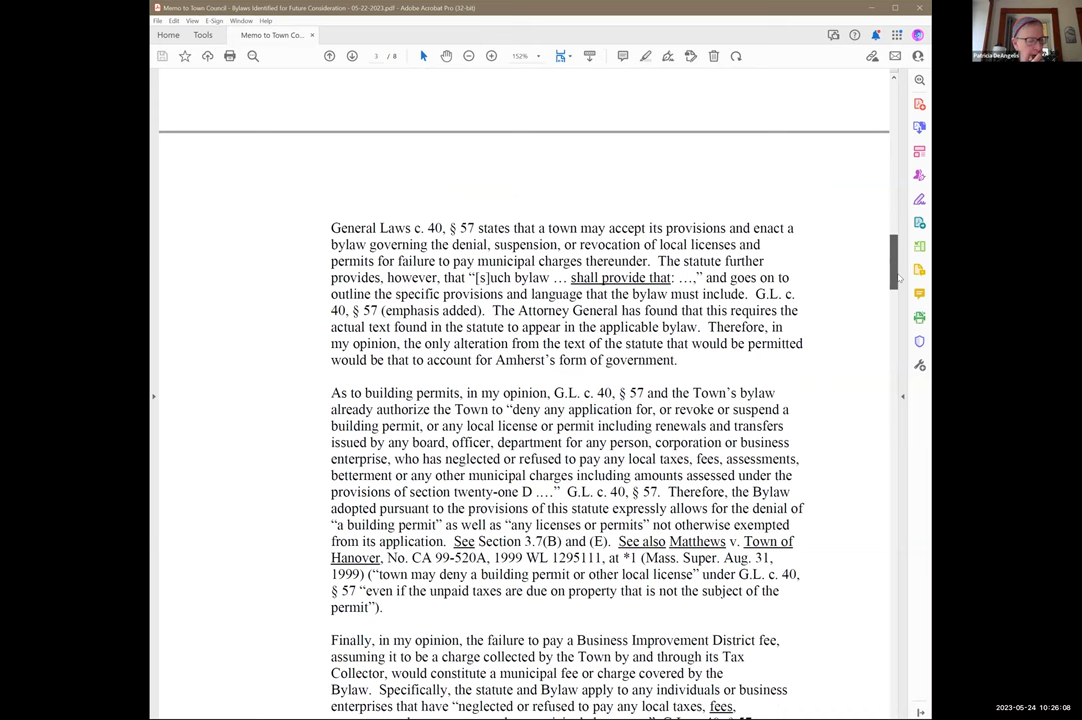 Memo to Town Council - Bylaws Identified for Future Consideration - 05-22-2023.pdf - Adobe Acrobat Pro (32-bit)
File Edit View E-Sign Window Help
Home Tools Memo to Town Co... ×
3 / 8 152%
Patricia DeAngelis
General Laws c. 40, § 57 states that a town may accept its provisions and enact a
bylaw governing the denial, suspension, or revocation of local licenses and
permits for failure to pay municipal charges thereunder. The statute further
provides, however, that “[s]uch bylaw … shall provide that: …,” and goes on to
outline the specific provisions and language that the bylaw must include. G.L. c.
40, § 57 (emphasis added). The Attorney General has found that this requires the
actual text found in the statute to appear in the applicable bylaw. Therefore, in
my opinion, the only alteration from the text of the statute that would be permitted
would be that to account for Amherst’s form of government.
As to building permits, in my opinion, G.L. c. 40, § 57 and the Town’s bylaw
already authorize the Town to “deny any application for, or revoke or suspend a
building permit, or any local license or permit including renewals and transfers
issued by any board, officer, department for any person, corporation or business
enterprise, who has neglected or refused to pay any local taxes, fees, assessments,
betterment or any other municipal charges including amounts assessed under the
provisions of section twenty-one D ….” G.L. c. 40, § 57. Therefore, the Bylaw
adopted pursuant to the provisions of this statute expressly allows for the denial of
“a building permit” as well as “any licenses or permits” not otherwise exempted
from its application. See Section 3.7(B) and (E). See also Matthews v. Town of
Hanover, No. CA 99-520A, 1999 WL 1295111, at *1 (Mass. Super. Aug. 31,
1999) (“town may deny a building permit or other local license” under G.L. c. 40,
§ 57 “even if the unpaid taxes are due on property that is not the subject of the
permit”).
Finally, in my opinion, the failure to pay a Business Improvement District fee,
assuming it to be a charge collected by the Town by and through its Tax
Collector, would constitute a municipal fee or charge covered by the
Bylaw. Specifically, the statute and Bylaw apply to any individuals or business
enterprises that have “neglected or refused to pay any local taxes, fees,
2023-05-24 10:26:08